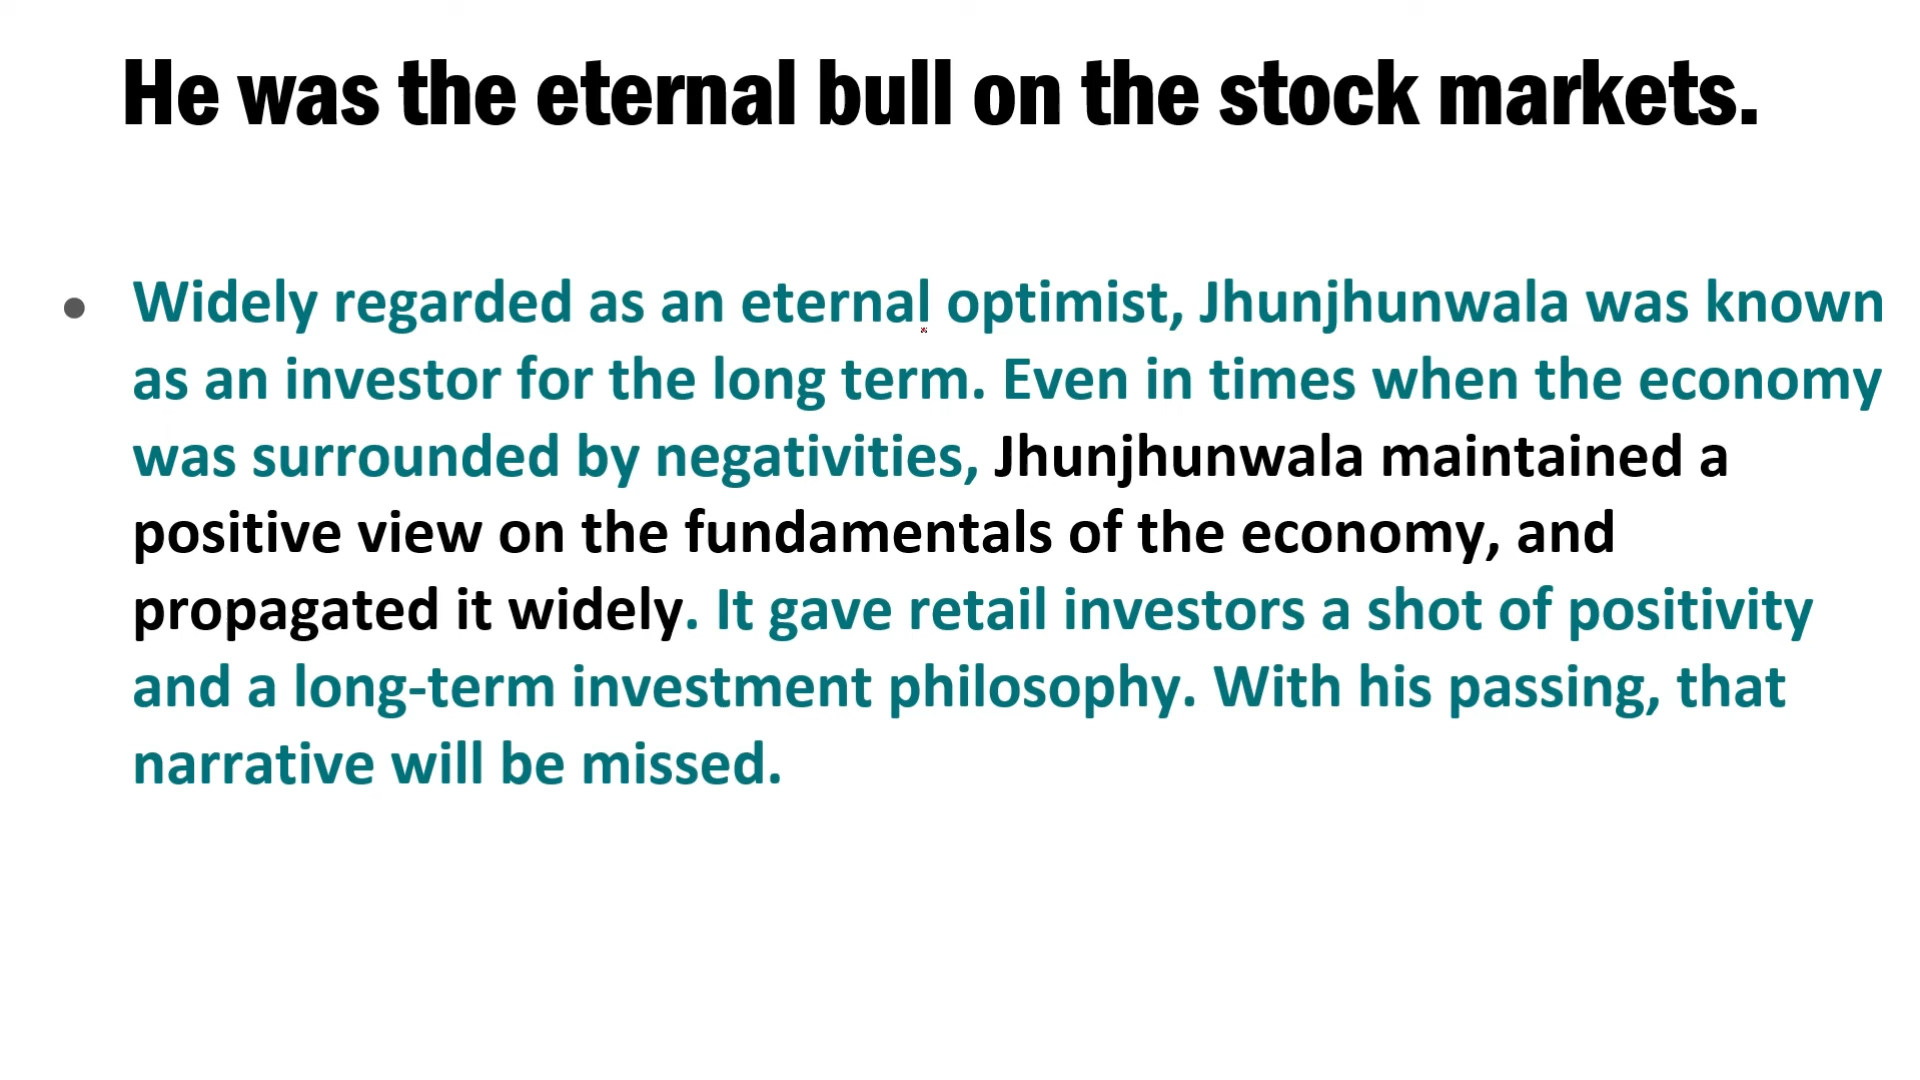 He was the eternal bull on the stock markets.
• Widely regarded as an eternal optimist, Jhunjhunwala was known
as an investor for the long term. Even in times when the economy
was surrounded by negativities, Jhunjhunwala maintained a
positive view on the fundamentals of the economy, and
propagated it widely. It gave retail investors a shot of positivity
and a long-term investment philosophy. With his passing, that
narrative will be missed.